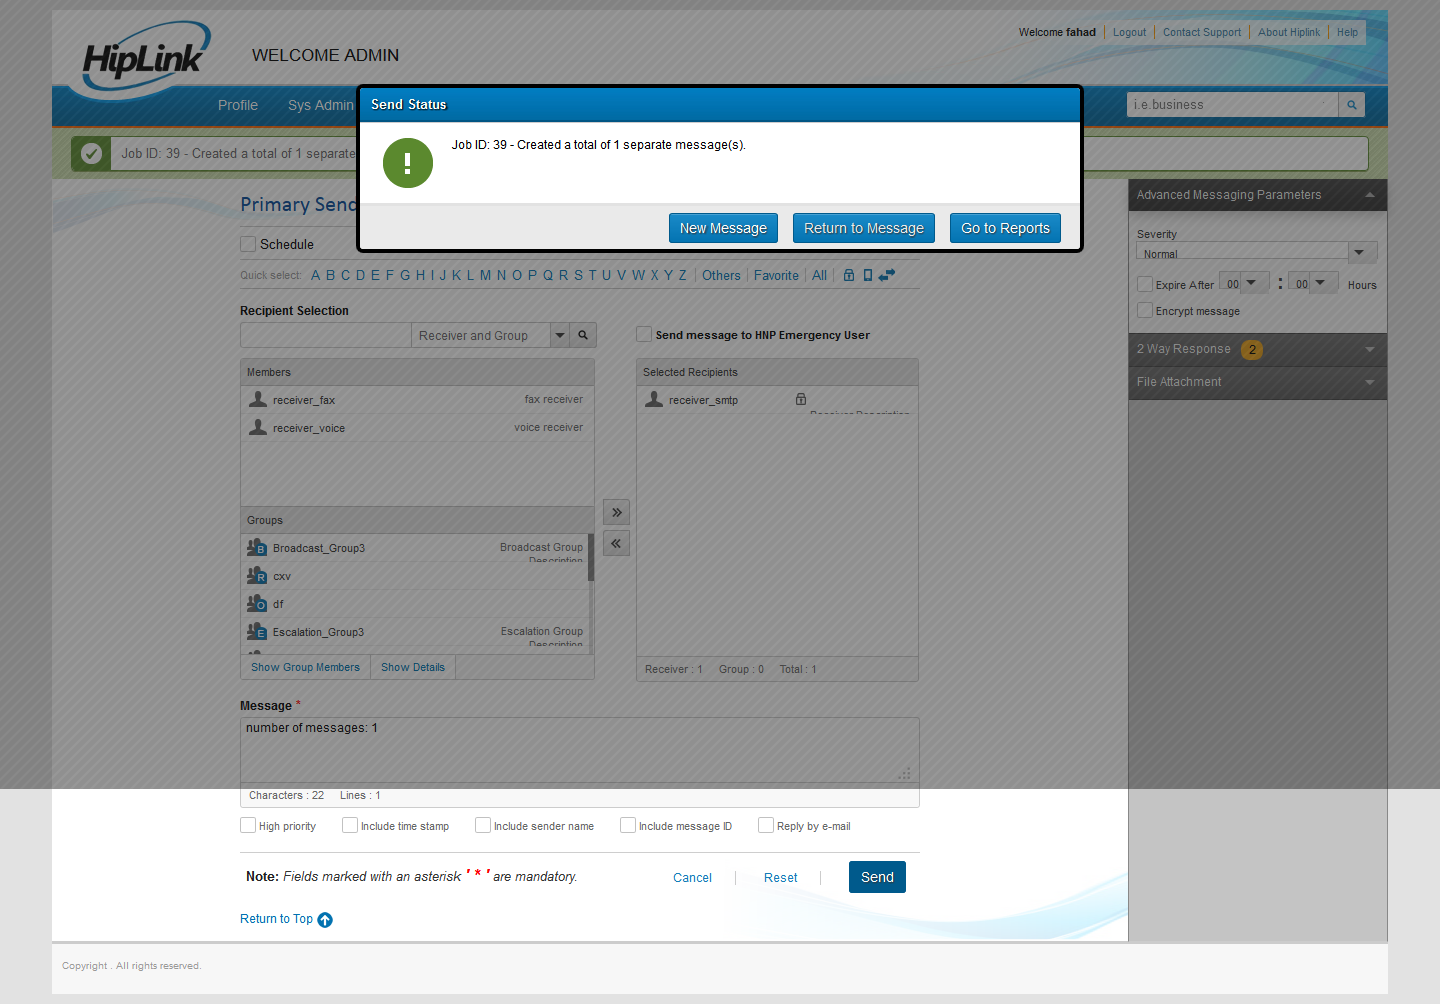 HipLink
WELCOME ADMIN
Welcome fahad Logout Contact Support About Hiplink Help
Profile Sys Admin
i.e.business
Send Status
Job ID: 39 - Created a total of 1 separate message(s).
New Message Return to Message Go to Reports
Job ID: 39 - Created a total of 1 separate
Primary Send
Schedule
Quick select: A B C D E F G H I J K L M N O P Q R S T U V W X Y Z Others Favorite All
Recipient Selection
Receiver and Group
Send message to HNP Emergency User
Members
receiver_fax fax receiver
receiver_voice voice receiver
Groups
Broadcast_Group3 Broadcast Group
Description
cxv
df
Escalation_Group3 Escalation Group
Description
Show Group Members Show Details
Selected Recipients
receiver_smtp
Receiver Description
Receiver : 1 Group : 0 Total : 1
Message *
number of messages: 1
Characters : 22 Lines : 1
High priority Include time stamp Include sender name Include message ID Reply by e-mail
Note: Fields marked with an asterisk ' * ' are mandatory.
Cancel Reset Send
Return to Top
Advanced Messaging Parameters
Severity
Normal
Expire After 00 : 00 Hours
Encrypt message
2 Way Response 2
File Attachment
Copyright . All rights reserved.